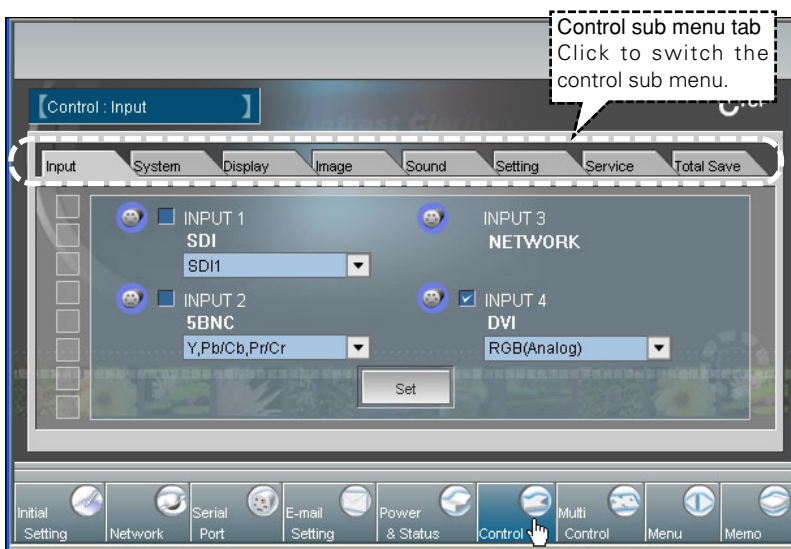 Control sub menu tab
Click to switch the
control sub menu.
【Control : Input】
Input System Display Image Sound Setting Service Total Save
INPUT 1
SDI
SDI1
INPUT 3
NETWORK
INPUT 2
5BNC
Y,Pb/Cb,Pr/Cr
INPUT 4
DVI
RGB(Analog)
Set
Initial
Setting
Network
Serial
Port
E-mail
Setting
Power
& Status
Control
Multi
Control
Menu
Memo